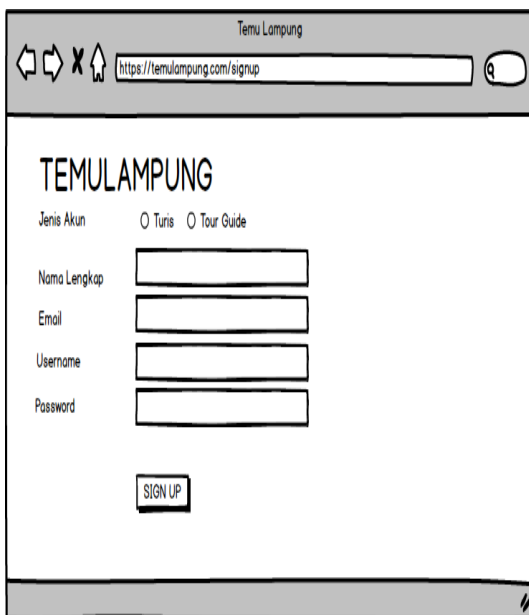 Temu Lampung
https://temulampung.com/signup
TEMULAMPUNG
Jenis Akun Turis Tour Guide
Nama Lengkap
Email
Username
Password
SIGN UP